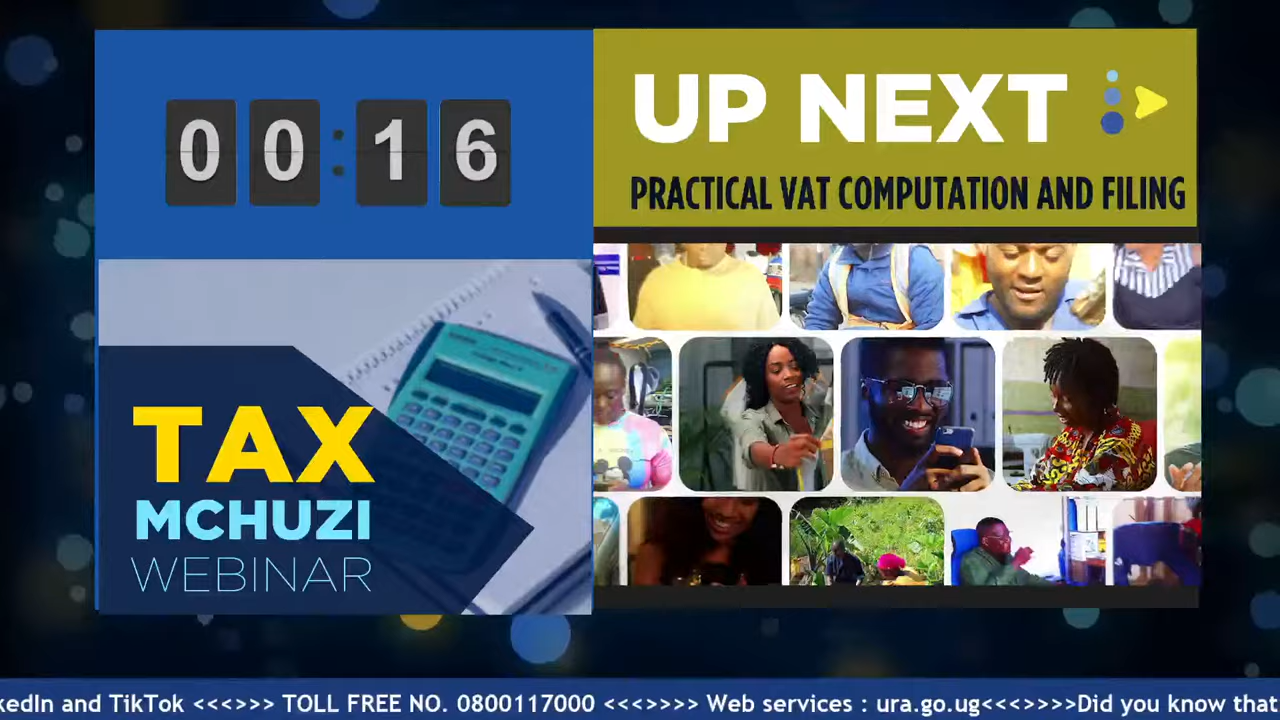 00:16
UP NEXT
PRACTICAL VAT COMPUTATION AND FILING
TAX
MCHUZI
WEBINAR
kedIn and TikTok <<<>>>> TOLL FREE NO. 0800117000 <<<>>>> Web services : ura.go.ug<<<>>>>Did you know that